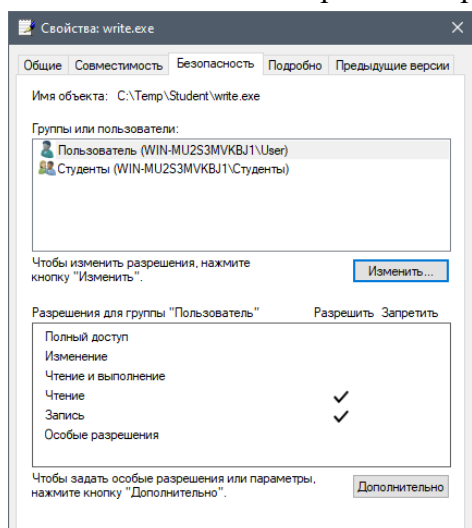 Свойства: write.exe
Общие Совместимость Безопасность Подробно Предыдущие версии
Имя объекта: C:\Temp\Student\write.exe
Группы или пользователи:
Пользователь (WIN-MU2S3MVKBJ1\User)
Студенты (WIN-MU2S3MVKBJ1\Студенты)
Чтобы изменить разрешения, нажмите
кнопку "Изменить".
Изменить...
Разрешения для группы "Пользователь" Разрешить Запретить
Полный доступ
Изменение
Чтение и выполнение
Чтение
Запись
Особые разрешения
Чтобы задать особые разрешения или параметры,
нажмите кнопку "Дополнительно".
Дополнительно